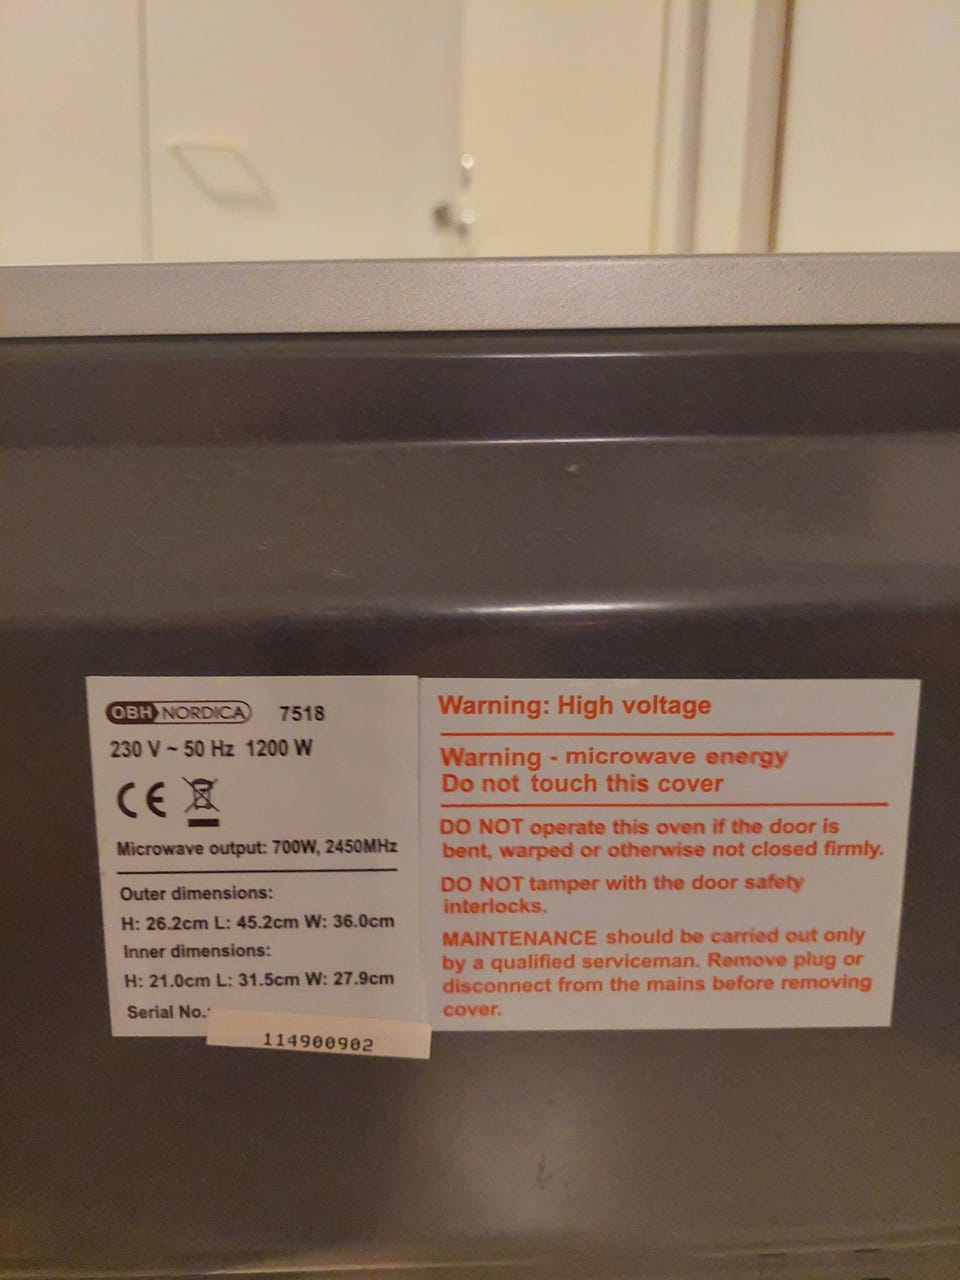 OBH NORDICA 7518
230 V ~ 50 Hz 1200 W
CE
Microwave output: 700W, 2450MHz
Outer dimensions:
H: 26.2cm L: 45.2cm W: 36.0cm
Inner dimensions:
H: 21.0cm L: 31.5cm W: 27.9cm
Serial No.:
114900902
Warning: High voltage
Warning - microwave energy
Do not touch this cover
DO NOT operate this oven if the door is
bent, warped or otherwise not closed firmly.
DO NOT tamper with the door safety
interlocks.
MAINTENANCE should be carried out only
by a qualified serviceman. Remove plug or
disconnect from the mains before removing
cover.